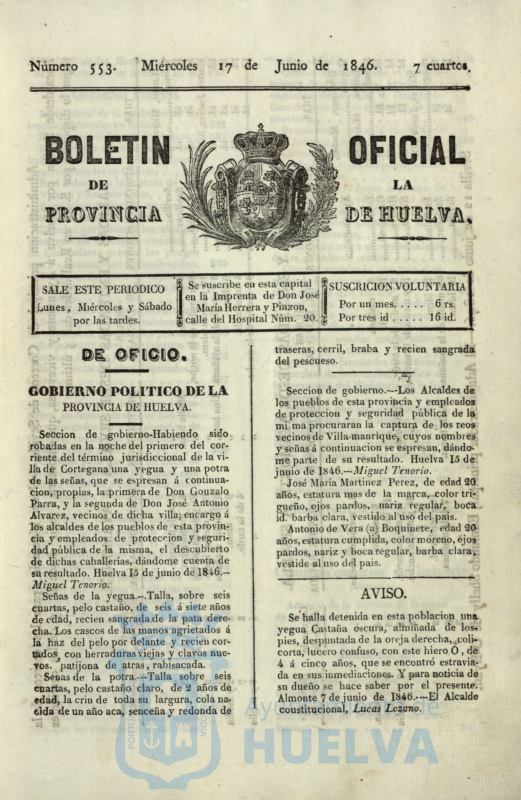 Número 553. Miércoles 17 de Junio de 1846. 7 cuartos.
BOLETIN OFICIAL
DE LA
PROVINCIA DE HUELVA.
SALE ESTE PERIODICO
Lunes, Miércoles y Sábado
por las tardes.
Se suscribe en esta capital
en la Imprenta de Don José
María Herrera y Pinzon,
calle del Hospital Núm. 20.
SUSCRICION VOLUNTARIA
Por un mes. . . . . 6 rs.
Por tres id . . . . . 16 id.
DE OFICIO.
GOBIERNO POLITICO DE LA
PROVINCIA DE HUELVA.
Seccion de gobierno-Habiendo sido
robadas en la noche del primero del cor-
riente del término jurisdiccional de la vi-
lla de Cortegana una yegua y una potra
de las señas, que se espresan á continua-
cion, propias, la primera de Don Gonzalo
Parra, y la segunda de Don José Antonio
Alvarez, vecinos de dicha villa; encargo á
los alcaldes de los pueblos de esta provin-
cia y empleados de proteccion y seguri-
dad pública de la misma, el descubierto
de dichas caballerías, dándome cuenta de
su resultado. Huelva 15 de junio de 1846.—
Miguel Tenorio.
Señas de la yegua.—Talla, sobre seis
cuartas, pelo castaño, de seis á siete años
de edad, recien sangrada de la pata dere-
cha. Los cascos de las manos agrietados á
la haz del pelo por delante y recien cor-
tados, con herraduras viejas y clavos nue-
vos. patijona de atras, rabisacada.
Señas de la potra.—Talla sobre seis
cuartas, pelo castaño claro, de 2 años de
edad, la crin de toda su largura, cola na-
cida de un año aca, senceña y redonda de
traseras, cerril, braba y recien sangrada
del pescueso.
Seccion de gobierno.—Los Alcaldes de
los pueblos de esta provincia y empleados
de proteccion y seguridad pública de la
mi ma procuraran la captura de los reos
vecinos de Villa-manrique, cuyos nombres
y señas á continuacion se espresan, dándo-
me parte de su resultado. Huelva 15 de
junio de 1846.—Miguel Tenorio.
José María Martinez Perez, de edad 20
años, estatura mas de la marca, color tri-
gueño, ojos pardos, nariz regular, boca
id. barba clara, vestido al uso del pais.
Antonio de Vera (a) Boquinete, edad 20
años, estatura cumplida, color moreno, ojos
pardos, nariz y boca regular, barba clara,
vestide al uso del pais.
AVISO.
Se halla detenida en esta poblacion una
yegua Castaña oscura, almiñada de los-
pies, despuntada de la oreja derecha, coli-
corta, lucero confuso, con este hiero O, de
4 á cinco años, que se encontró estravia-
da en sus inmediaciones. Y para noticia de
su dueño se hace saber por el presente.
Almonte 7 de junio de 1846.—El Alcalde
constitucional, Lucas Lozano.
HUELVA